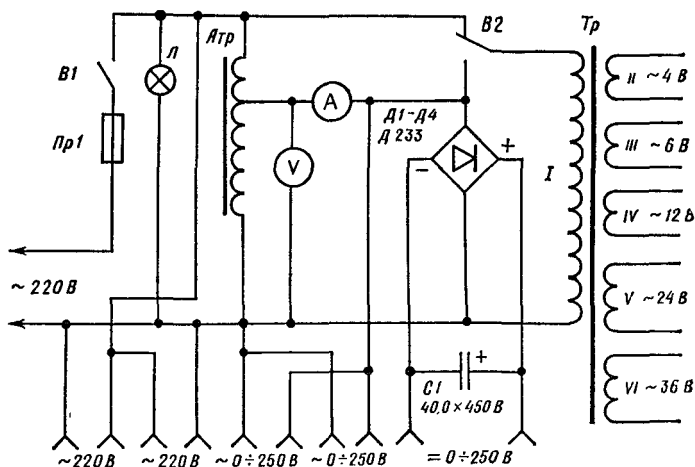 В1
Л
Атр
В2
Тр
А
Д1-Д4
Д 233
Пр1
V
-
+
I
II ~4 В
III ~6 В
IV ~12 В
V ~24 В
VI ~36 В
~ 220 В
С1
+
40,0 × 450 В
~220 В
~220 В
~0÷250 В
~0÷250 В
= 0÷250 В